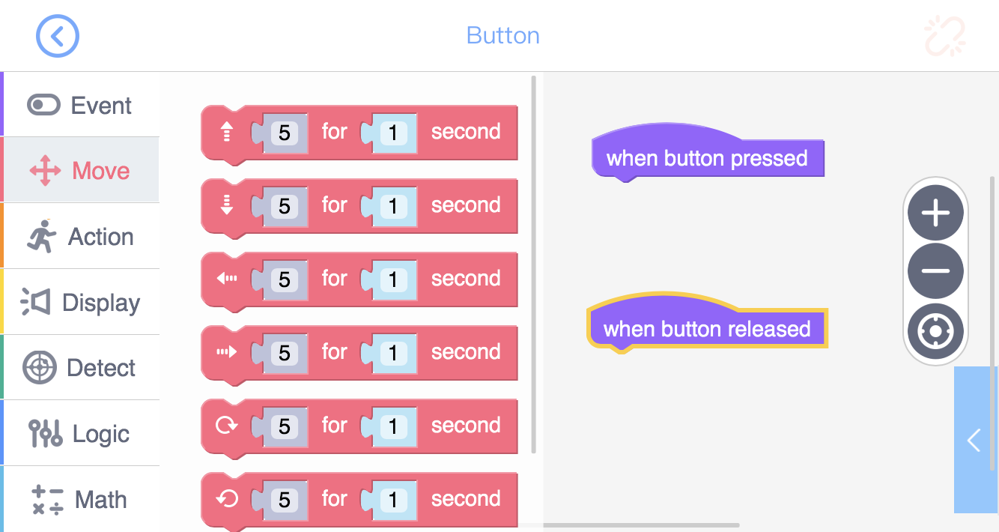 Button
Event
Move
Action
Display
Detect
Logic
Math
5 for 1 second
5 for 1 second
5 for 1 second
5 for 1 second
5 for 1 second
5 for 1 second
when button pressed
when button released